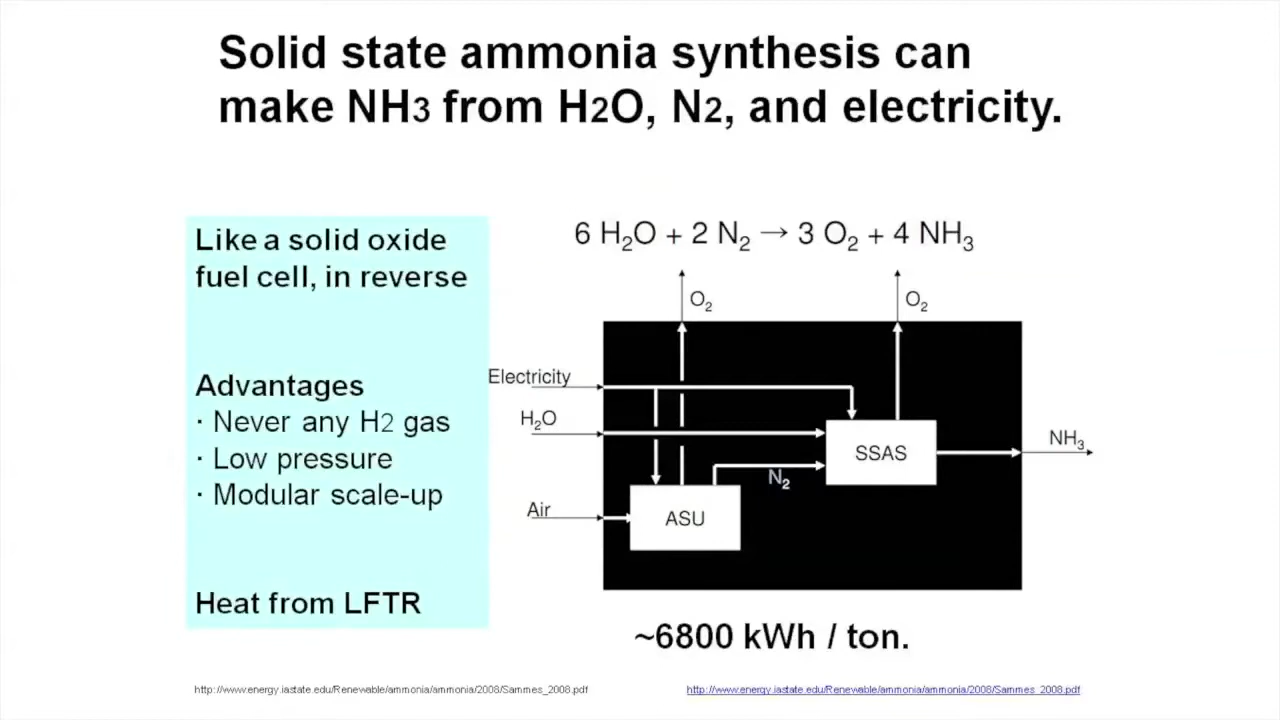 Solid state ammonia synthesis can
make NH3 from H2O, N2, and electricity.
Like a solid oxide
fuel cell, in reverse
Advantages
· Never any H2 gas
· Low pressure
· Modular scale-up
Heat from LFTR
6 H₂O + 2 N₂ → 3 O₂ + 4 NH₃
O₂
O₂
Electricity
H₂O
SSAS
NH₃
N₂
Air
ASU
~6800 kWh / ton.
http://www.energy.iastate.edu/Renewable/ammonia/ammonia/2008/Sammes_2008.pdf
http://www.energy.iastate.edu/Renewable/ammonia/ammonia/2008/Sammes_2008.pdf